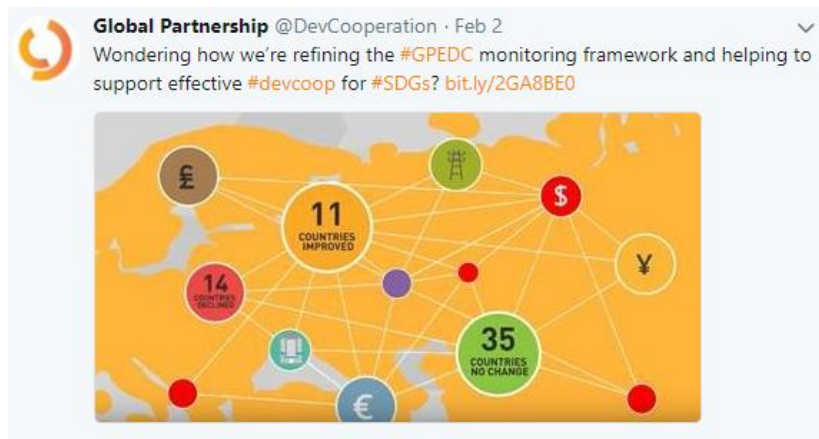 Global Partnership @DevCooperation · Feb 2
Wondering how we're refining the #GPEDC monitoring framework and helping to
support effective #devcoop for #SDGs? bit.ly/2GA8BE0
£
11
COUNTRIES
IMPROVED
$
¥
14
COUNTRIES
DECLINED
35
COUNTRIES
NO CHANGE
€